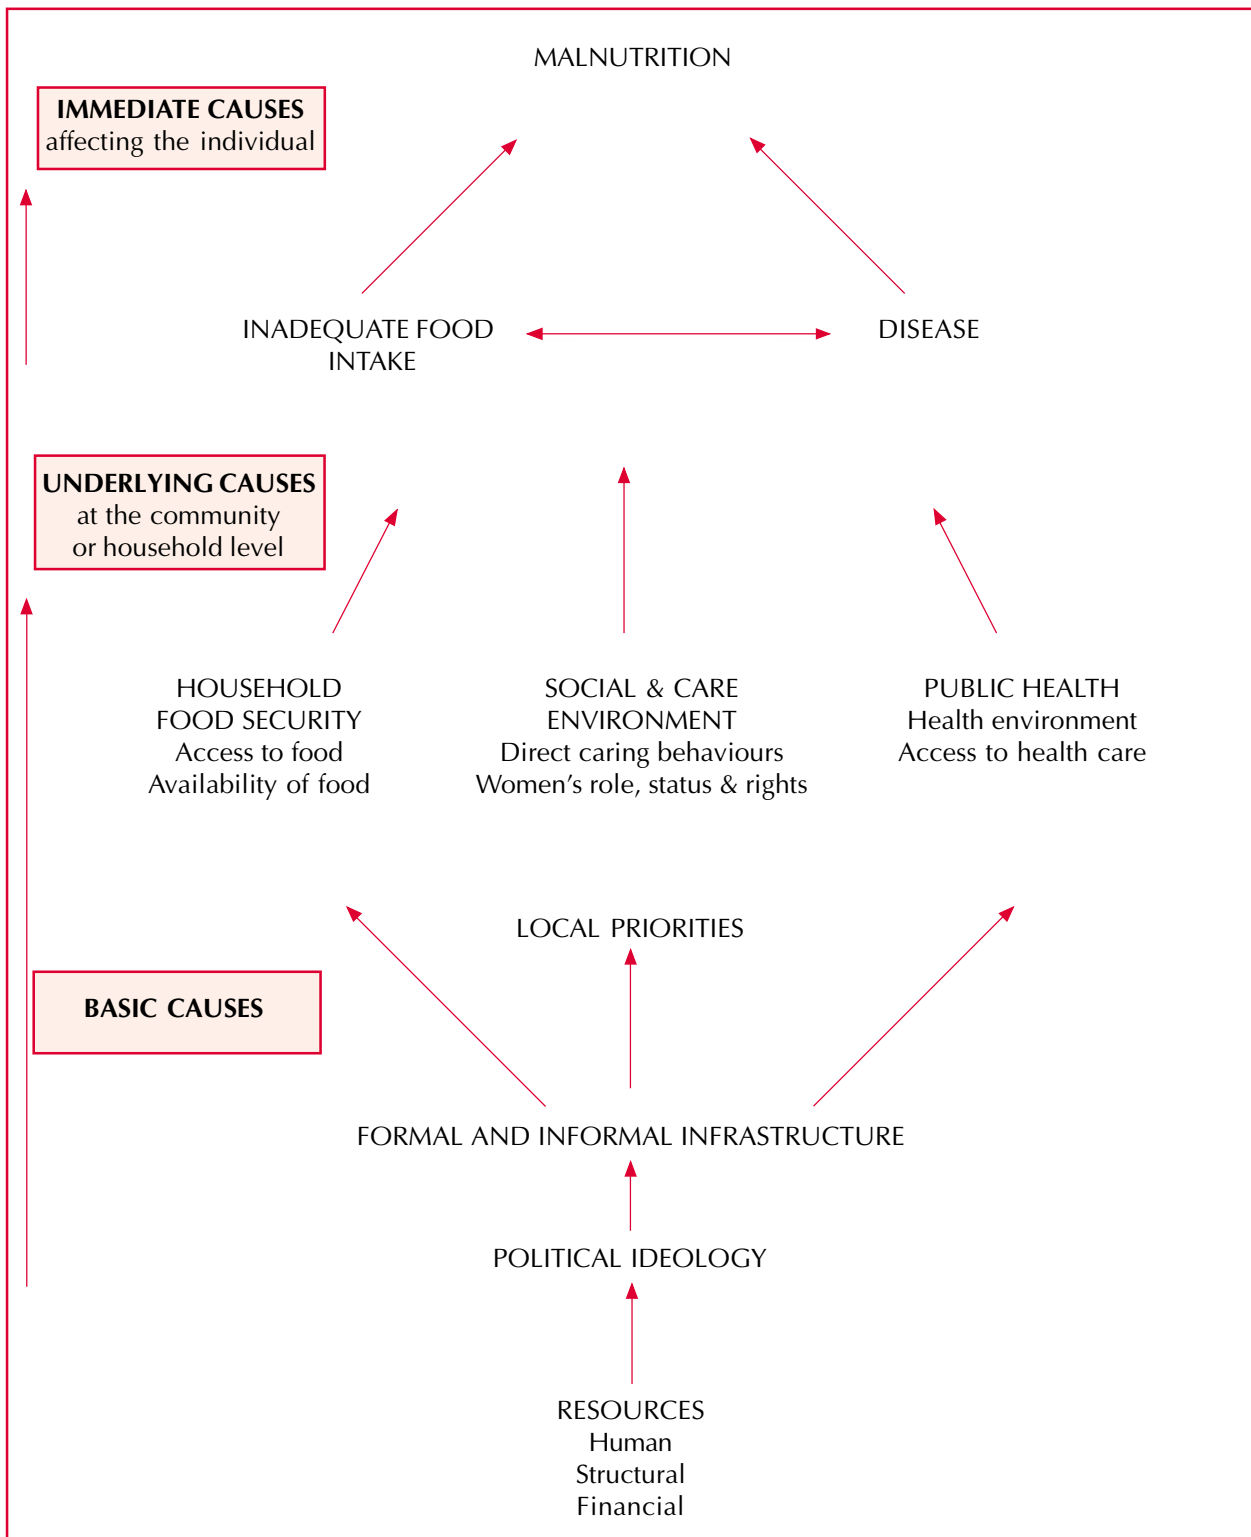 MALNUTRITION
IMMEDIATE CAUSES
affecting the individual
INADEQUATE FOOD
INTAKE
DISEASE
UNDERLYING CAUSES
at the community
or household level
HOUSEHOLD
FOOD SECURITY
Access to food
Availability of food
SOCIAL & CARE
ENVIRONMENT
Direct caring behaviours
Women's role, status & rights
PUBLIC HEALTH
Health environment
Access to health care
LOCAL PRIORITIES
BASIC CAUSES
FORMAL AND INFORMAL INFRASTRUCTURE
POLITICAL IDEOLOGY
RESOURCES
Human
Structural
Financial